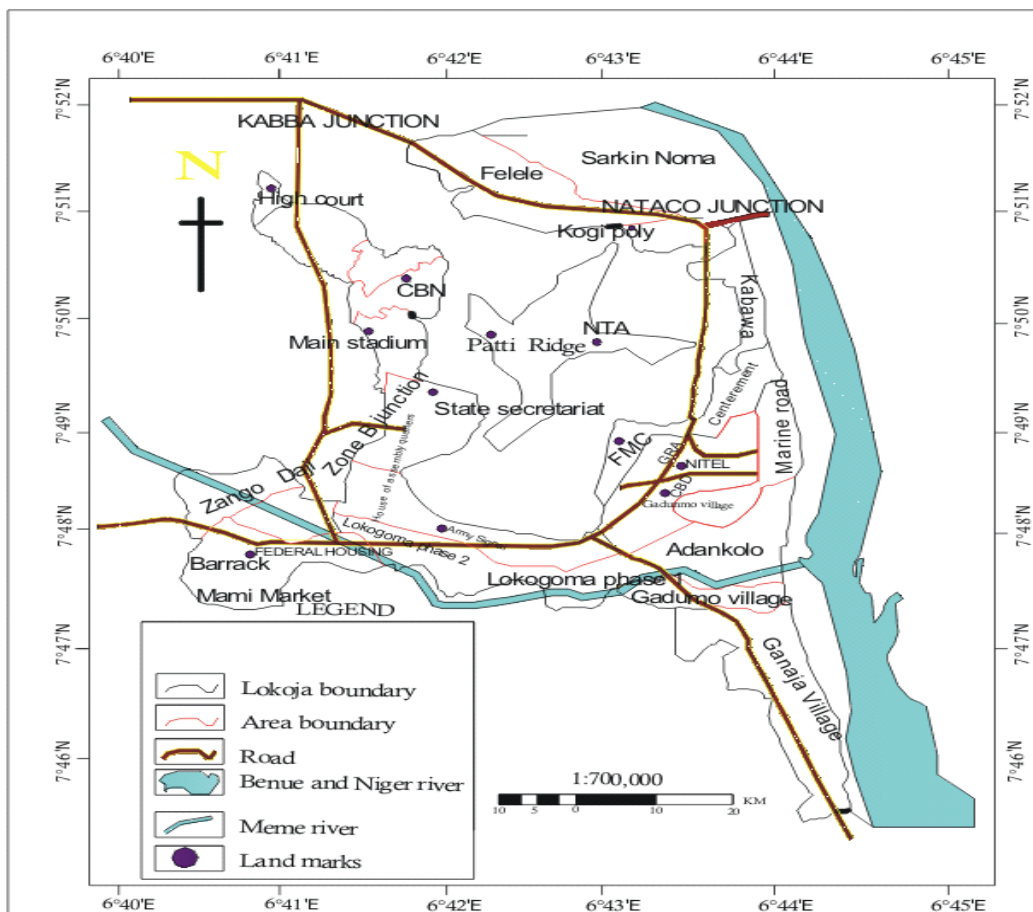 6°40'E 6°41'E 6°42'E 6°43'E 6°44'E 6°45'E
7°52'N 7°52'N
KABBA JUNCTION
N
Sarkin Noma
Felele
High court
7°51'N 7°51'N
NATACO JUNCTION
Kogi poly
CBN
Kabawa
7°50'N 7°50'N
Main stadium
Patti Ridge
NTA
Centerement
State secretariat
Zone B junction
House of assembly quarters
7°49'N 7°49'N
Marine road
FMC
GRA
NITEL
CBD
Gadunmo village
Zango Dail
7°48'N 7°48'N
Lokogoma phase 2
Army Signal
FEDERAL HOUSING
Adankolo
Barrack
Lokogoma phase 1
Mami Market
Gadumo village
LEGEND
7°47'N 7°47'N
Ganaja Village
Lokoja boundary
Area boundary
Road
7°46'N 7°46'N
Benue and Niger river
1:700,000
10 5 0 10 20 KM
Meme river
Land marks
6°40'E 6°41'E 6°42'E 6°43'E 6°44'E 6°45'E